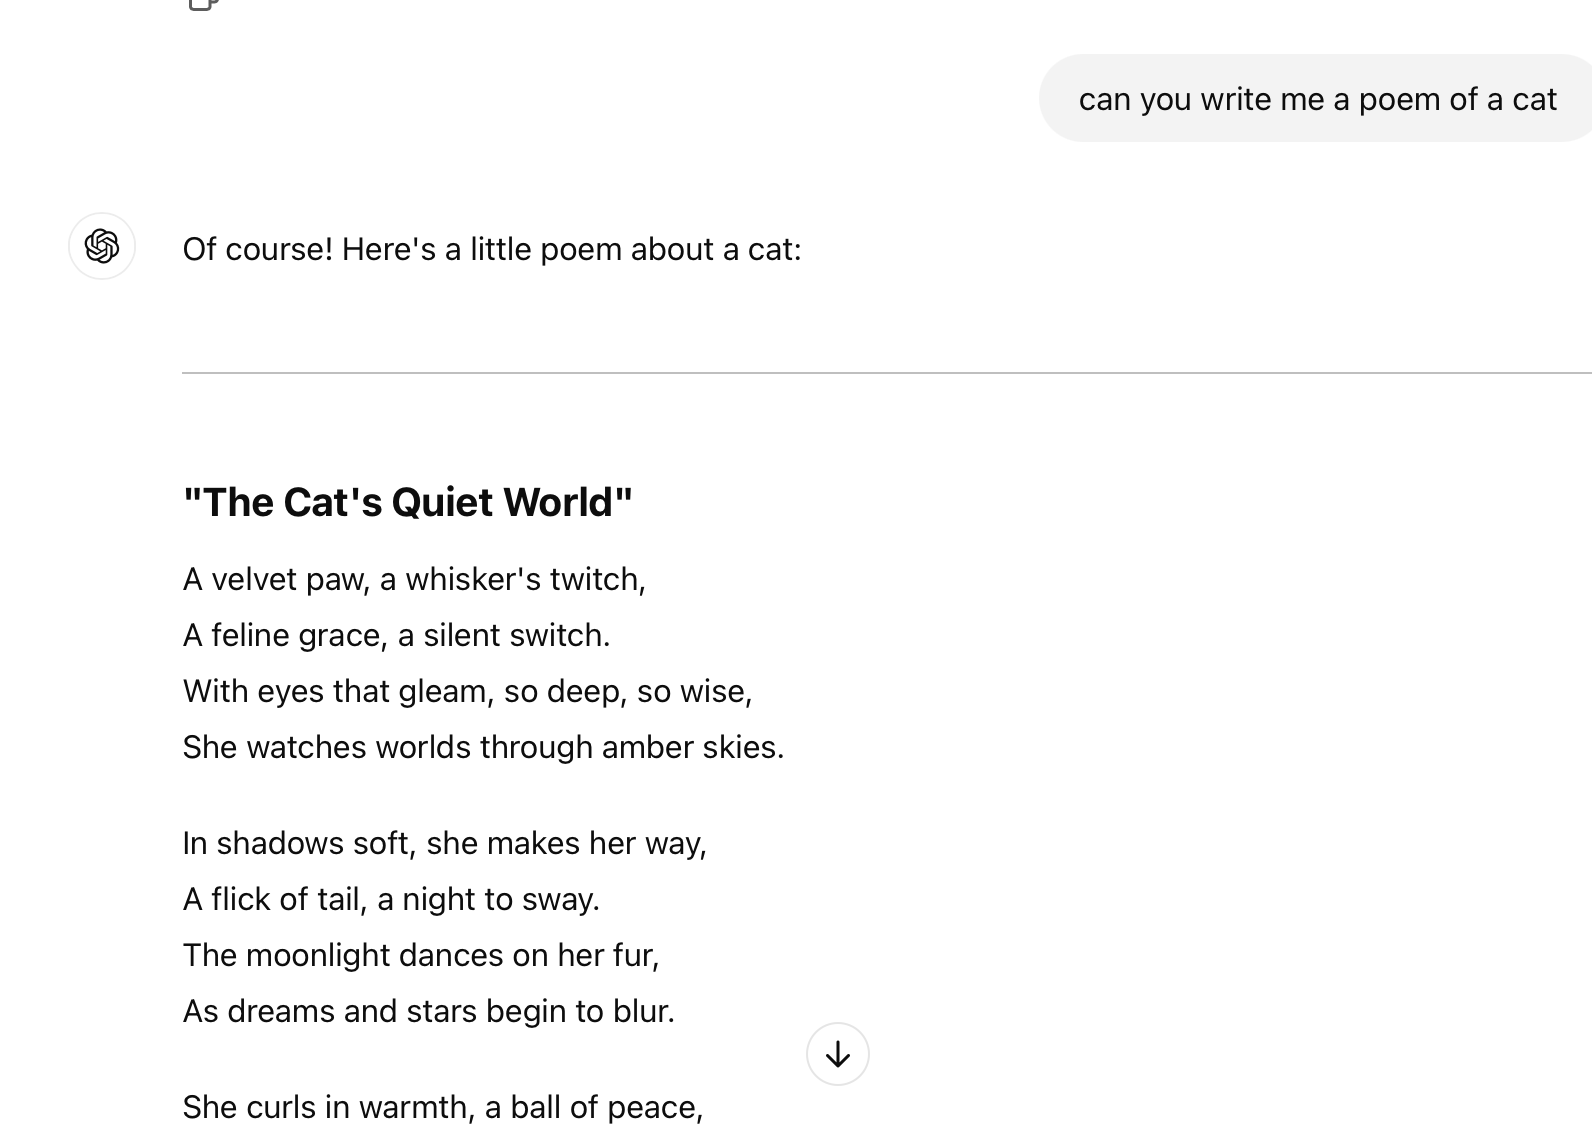 can you write me a poem of a cat
Of course! Here's a little poem about a cat:
"The Cat's Quiet World"
A velvet paw, a whisker's twitch,
A feline grace, a silent switch.
With eyes that gleam, so deep, so wise,
She watches worlds through amber skies.
In shadows soft, she makes her way,
A flick of tail, a night to sway.
The moonlight dances on her fur,
As dreams and stars begin to blur.
She curls in warmth, a ball of peace,